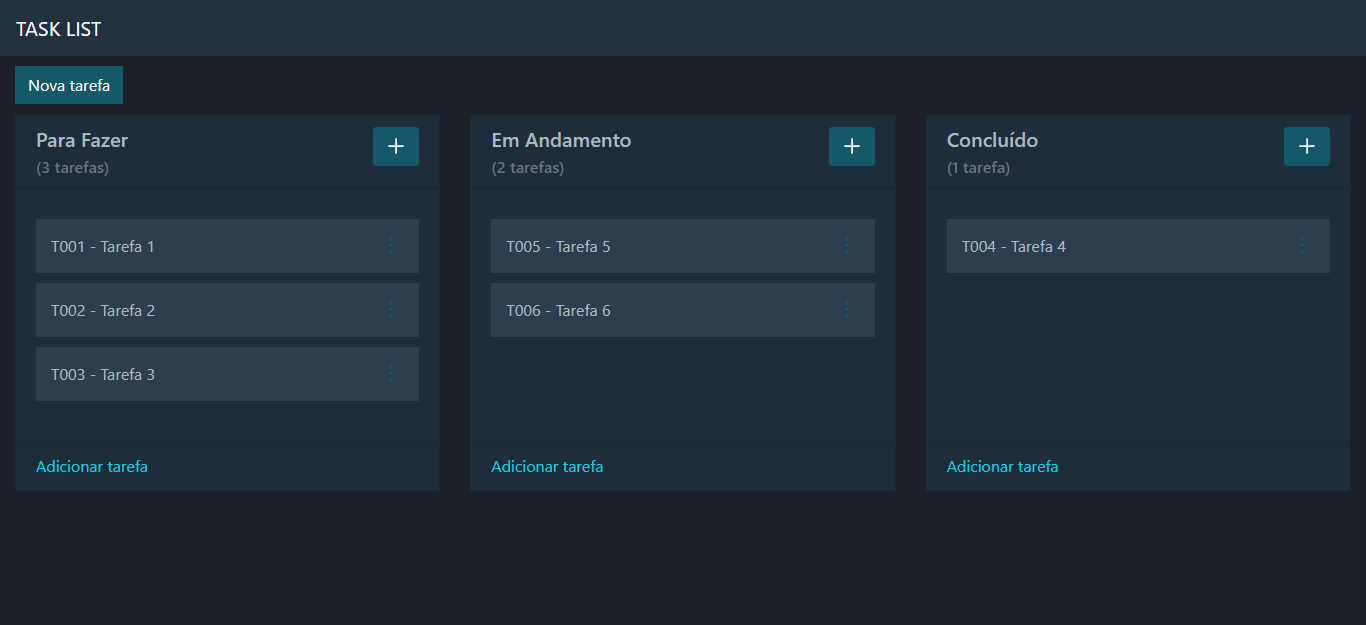 TASK LIST
Nova tarefa
Para Fazer
(3 tarefas)
+
T001 - Tarefa 1
T002 - Tarefa 2
T003 - Tarefa 3
Adicionar tarefa
Em Andamento
(2 tarefas)
+
T005 - Tarefa 5
T006 - Tarefa 6
Adicionar tarefa
Concluído
(1 tarefa)
+
T004 - Tarefa 4
Adicionar tarefa